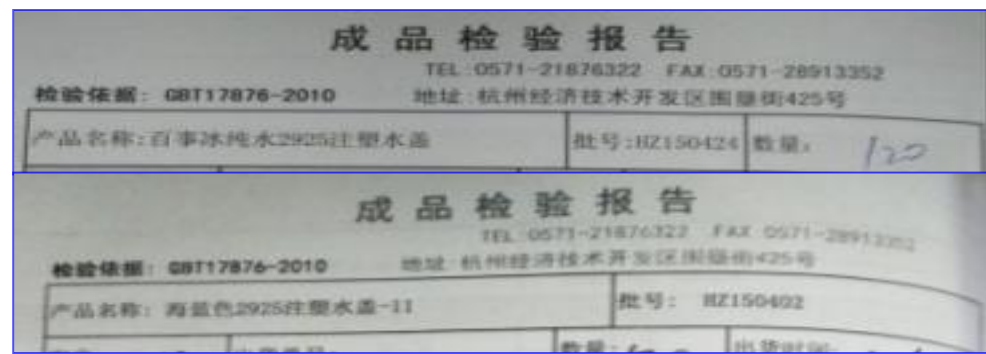 成品检验报告
TEL:0571-21876322 FAX:0571-28913352
检验依据: GBT17876-2010 地址:杭州经济技术开发区围垦街425号
产品名称:百事冰纯水2925注塑水盖 批号:HZ150424 数量: 120
成品检验报告
TEL 0571-21876322 FAX 0571-28913352
检验依据: GBT17876-2010 地址 杭州经济技术开发区围垦街425号
产品名称: 海蓝色2925注塑水盖-II 批号: HZ150402
数量: 出货时间: